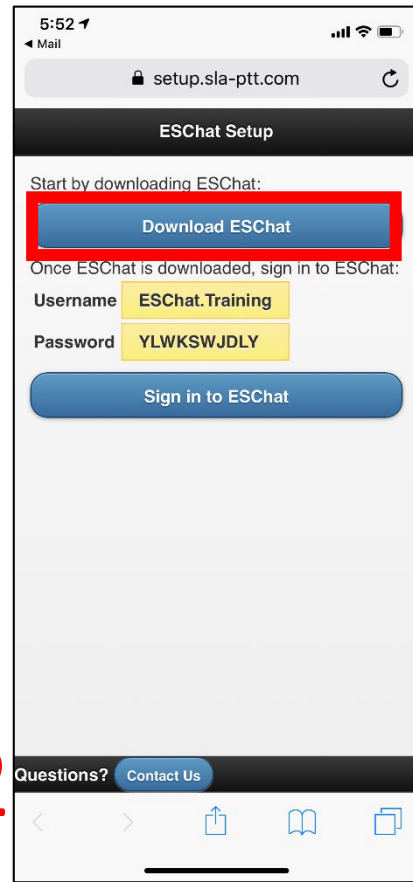 5:52
◀ Mail
setup.sla-ptt.com
ESChat Setup
Start by downloading ESChat:
Download ESChat
Once ESChat is downloaded, sign in to ESChat:
Username ESChat.Training
Password YLWKSWJDLY
Sign in to ESChat
Questions? Contact Us